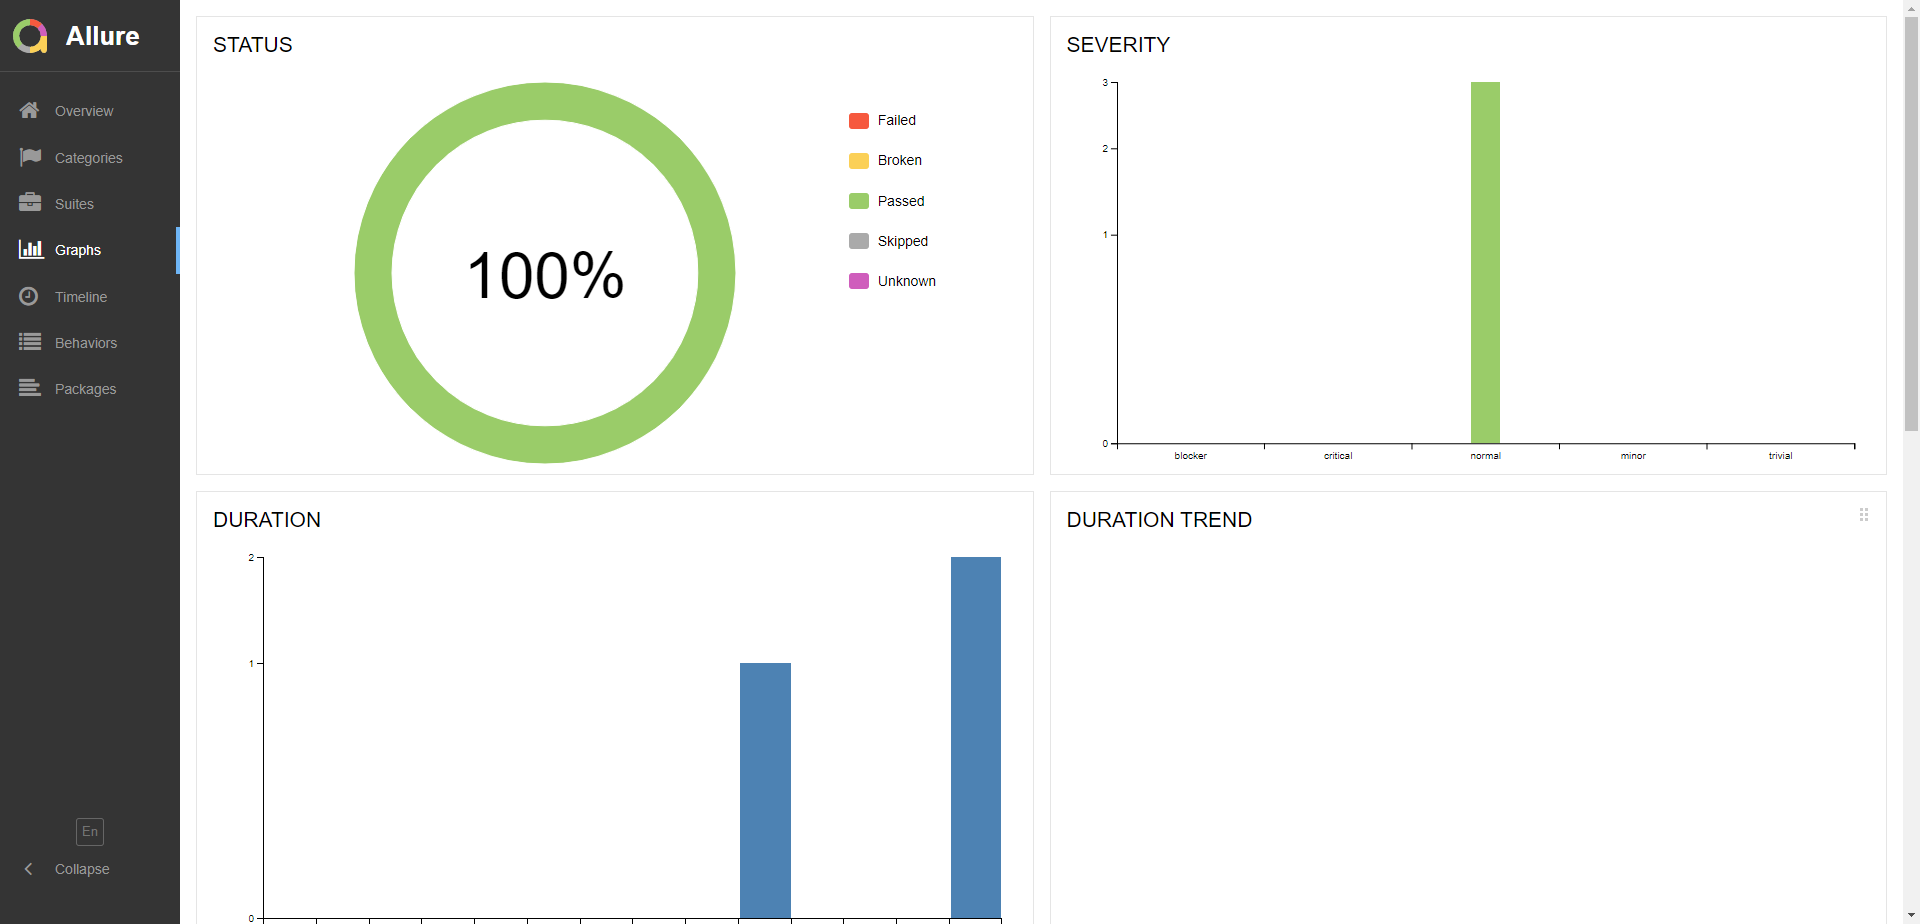 Allure
Overview
Categories
Suites
Graphs
Timeline
Behaviors
Packages
En
Collapse
STATUS
100%
Failed
Broken
Passed
Skipped
Unknown
SEVERITY
3
2
1
0
blocker
critical
normal
minor
trivial
DURATION
2
1
0
DURATION TREND